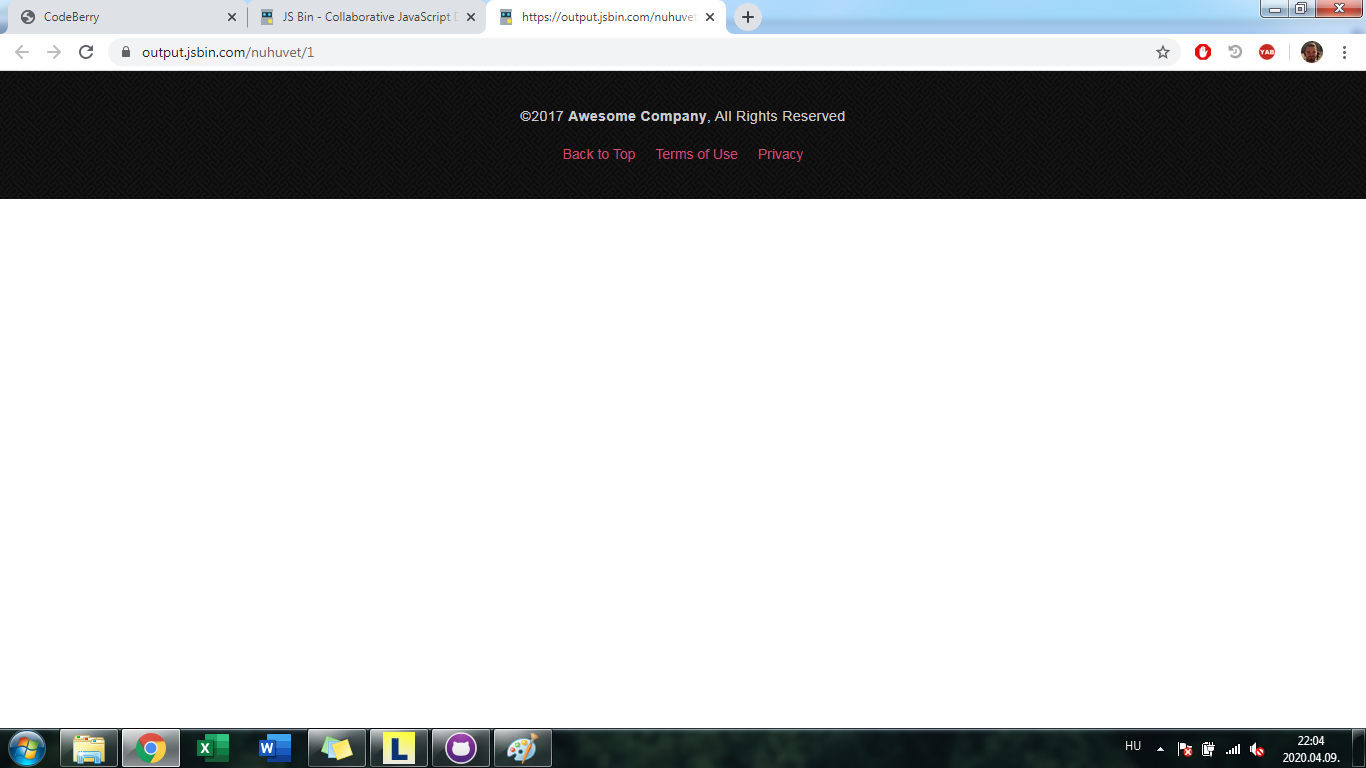 CodeBerry
JS Bin - Collaborative JavaScript
https://output.jsbin.com/nuhuvet
output.jsbin.com/nuhuvet/1
YAB
©2017 Awesome Company, All Rights Reserved
Back to Top Terms of Use Privacy
L
HU
22:04
2020.04.09.